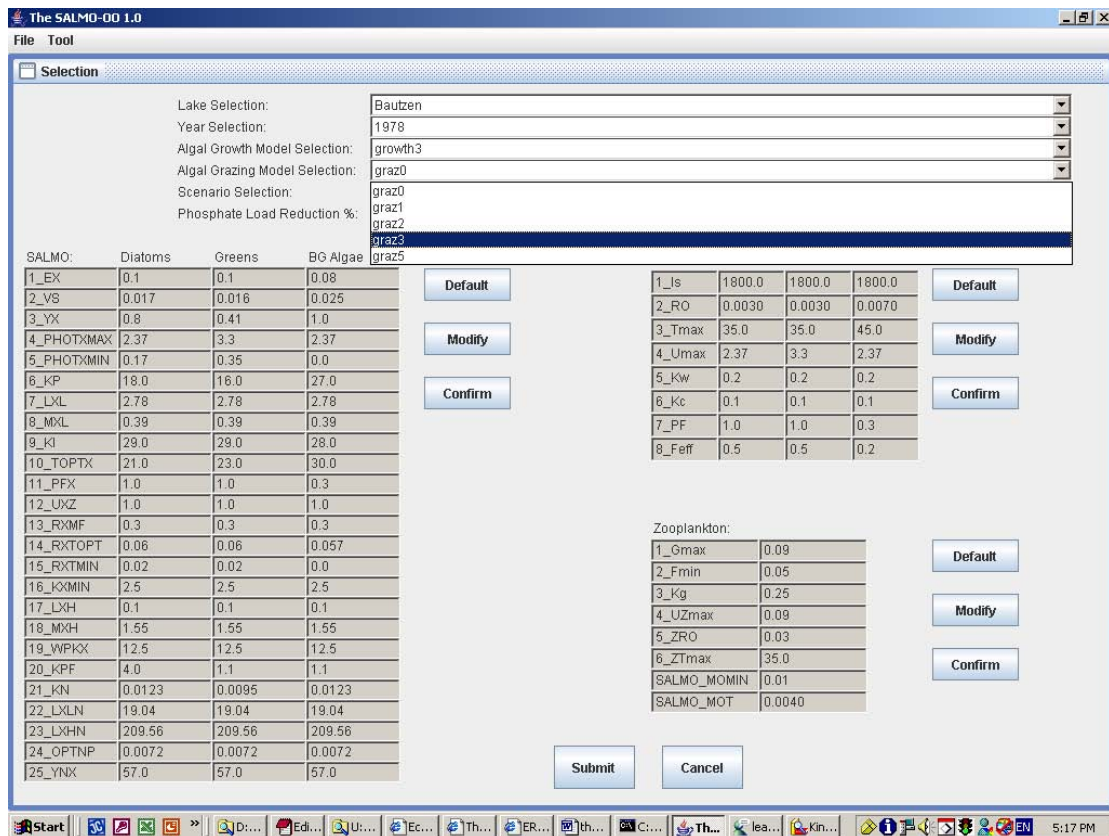 The SALMO-OO 1.0
File Tool
Selection
Lake Selection: Bautzen
Year Selection: 1978
Algal Growth Model Selection: growth3
Algal Grazing Model Selection: graz0
Scenario Selection: graz0
graz1
Phosphate Load Reduction %: graz2
graz3
graz5
SALMO: Diatoms Greens BG Algae
1_EX 0.1 0.1 0.08
2_VS 0.017 0.016 0.025
3_YX 0.8 0.41 1.0
4_PHOTXMAX 2.37 3.3 2.37
5_PHOTXMIN 0.17 0.35 0.0
6_KP 18.0 16.0 27.0
7_LXL 2.78 2.78 2.78
8_MXL 0.39 0.39 0.39
9_KI 29.0 29.0 28.0
10_TOPTX 21.0 23.0 30.0
11_PFX 1.0 1.0 0.3
12_UXZ 1.0 1.0 1.0
13_RXMF 0.3 0.3 0.3
14_RXTOPT 0.06 0.06 0.057
15_RXTMIN 0.02 0.02 0.0
16_KXMIN 2.5 2.5 2.5
17_LXH 0.1 0.1 0.1
18_MXH 1.55 1.55 1.55
19_WPKX 12.5 12.5 12.5
20_KPF 4.0 1.1 1.1
21_KN 0.0123 0.0095 0.0123
22_LXLN 19.04 19.04 19.04
23_LXHN 209.56 209.56 209.56
24_OPTNP 0.0072 0.0072 0.0072
25_YNX 57.0 57.0 57.0
Default
Modify
Confirm
1_Is 1800.0 1800.0 1800.0
2_RO 0.0030 0.0030 0.0070
3_Tmax 35.0 35.0 45.0
4_Umax 2.37 3.3 2.37
5_Kw 0.2 0.2 0.2
6_Kc 0.1 0.1 0.1
7_PF 1.0 1.0 0.3
8_Feff 0.5 0.5 0.2
Default
Modify
Confirm
Zooplankton:
1_Gmax 0.09
2_Fmin 0.05
3_Kg 0.25
4_UZmax 0.09
5_ZRO 0.03
6_ZTmax 35.0
SALMO_MOMIN 0.01
SALMO_MOT 0.0040
Default
Modify
Confirm
Submit Cancel
Start » D:... Edi... U:... Ec... Th... ER... th... C:... Th... lea... Kin... EN 5:17 PM